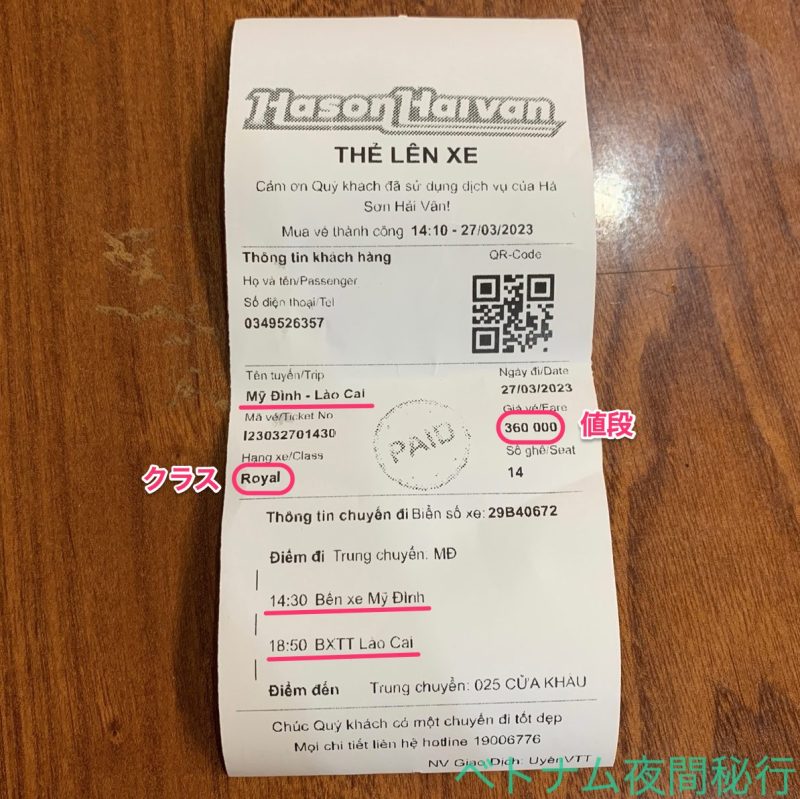 HasonHaivan
THẺ LÊN XE
Cảm ơn Quý khách đã sử dụng dịch vụ của Hà
Sơn Hải Vân!
Mua vé thành công 14:10 - 27/03/2023
Thông tin khách hàng
QR-Code
Họ và tên/Passenger
Số điện thoại/Tel
0349526357
Tên tuyến/Trip
Ngày đi/Date
Mỹ Đình - Lào Cai
27/03/2023
Mã vé/Ticket No
Giá vé/Fare
I23032701430
360 000 値段
PAID
Hạng xe/Class
Số ghế/Seat
クラス Royal
14
Thông tin chuyến đi Biển số xe: 29B40672
Điểm đi Trung chuyển: MĐ
14:30 Bến xe Mỹ Đình
18:50 BXTT Lào Cai
Điểm đến Trung chuyển: 025 CỬA KHẨU
Chúc Quý khách có một chuyến đi tốt đẹp
Mọi chi tiết liên hệ hotline 19006776
NV Giao Dịch: Uyên VTT
ベトナム夜間秘行